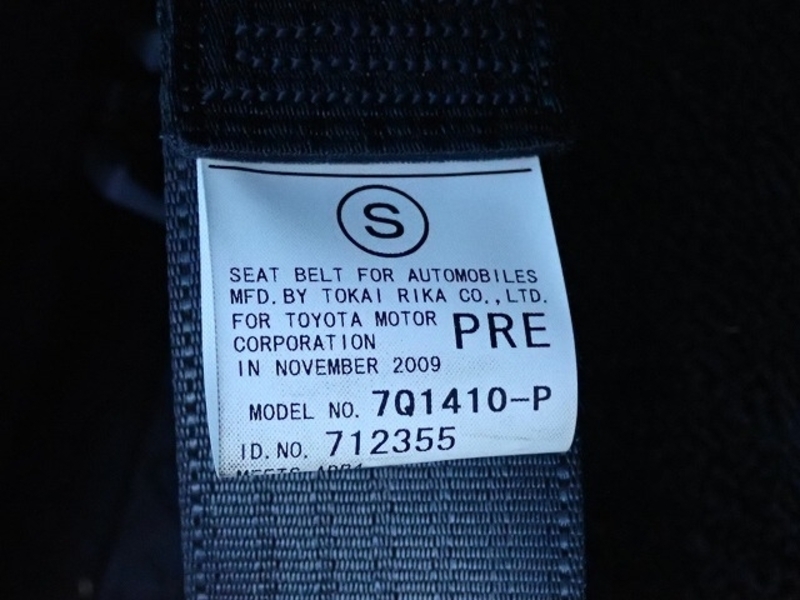 S
SEAT BELT FOR AUTOMOBILES
MFD. BY TOKAI RIKA CO., LTD.
FOR TOYOTA MOTOR
CORPORATION
PRE
IN NOVEMBER 2009
MODEL NO. 7Q1410-P
ID. NO. 712355